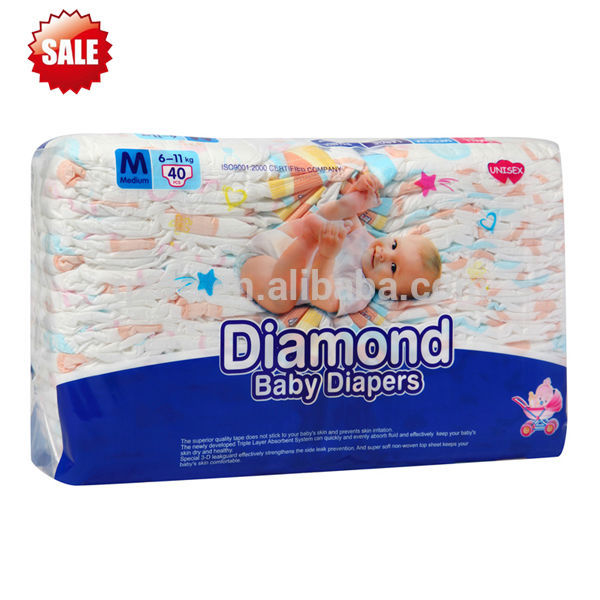 SALE
M
Medium
6-11 kg
40
PCS
ISO9001:2000 CERTIFIED COMPANY
UNISEX
m.alibaba.co
Diamond
Baby Diapers
The superior quality tape does not stick to your baby's skin and prevents skin irritation.
The newly developed Triple Layer Absorbent System can quickly and evenly absorb fluid and effectively keep your baby's
skin dry and healthy.
Special 3-D leakguard effectively strengthens the side leak prevention. And super soft non-woven top sheet keeps your
baby's skin comfortable.